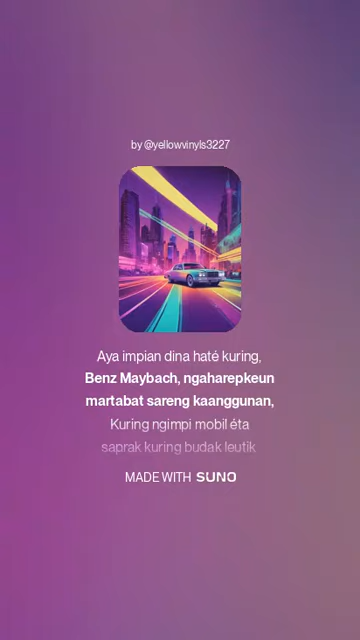 by @yellowvinyls3227
Aya impian dina haté kuring,
Benz Maybach, ngaharepkeun
martabat sareng kaanggunan,
Kuring ngimpi mobil éta
saprak kuring budak leutik
MADE WITH SUNO